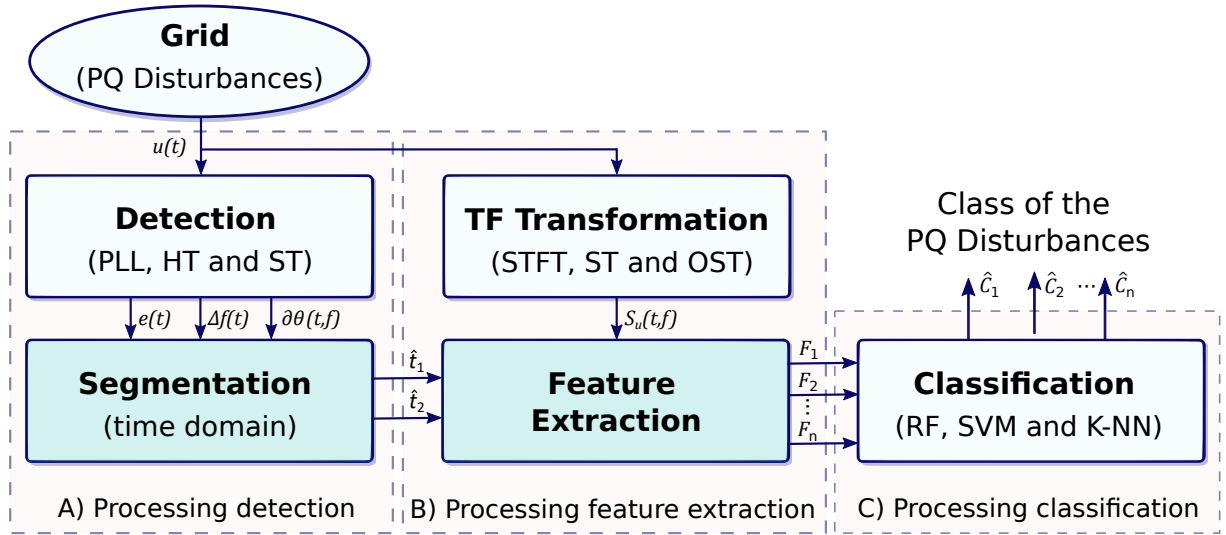 Grid
(PQ Disturbances)
u(t)
Detection
(PLL, HT and ST)
TF Transformation
(STFT, ST and OST)
Class of the
PQ Disturbances
e(t) Δf(t) ∂θ(t,f)
S_u(t,f)
Ĉ₁ Ĉ₂ ⋯ Ĉₙ
Segmentation
(time domain)
t̂₁
t̂₂
Feature
Extraction
F₁
F₂
⋮
Fₙ
Classification
(RF, SVM and K-NN)
A) Processing detection
B) Processing feature extraction
C) Processing classification